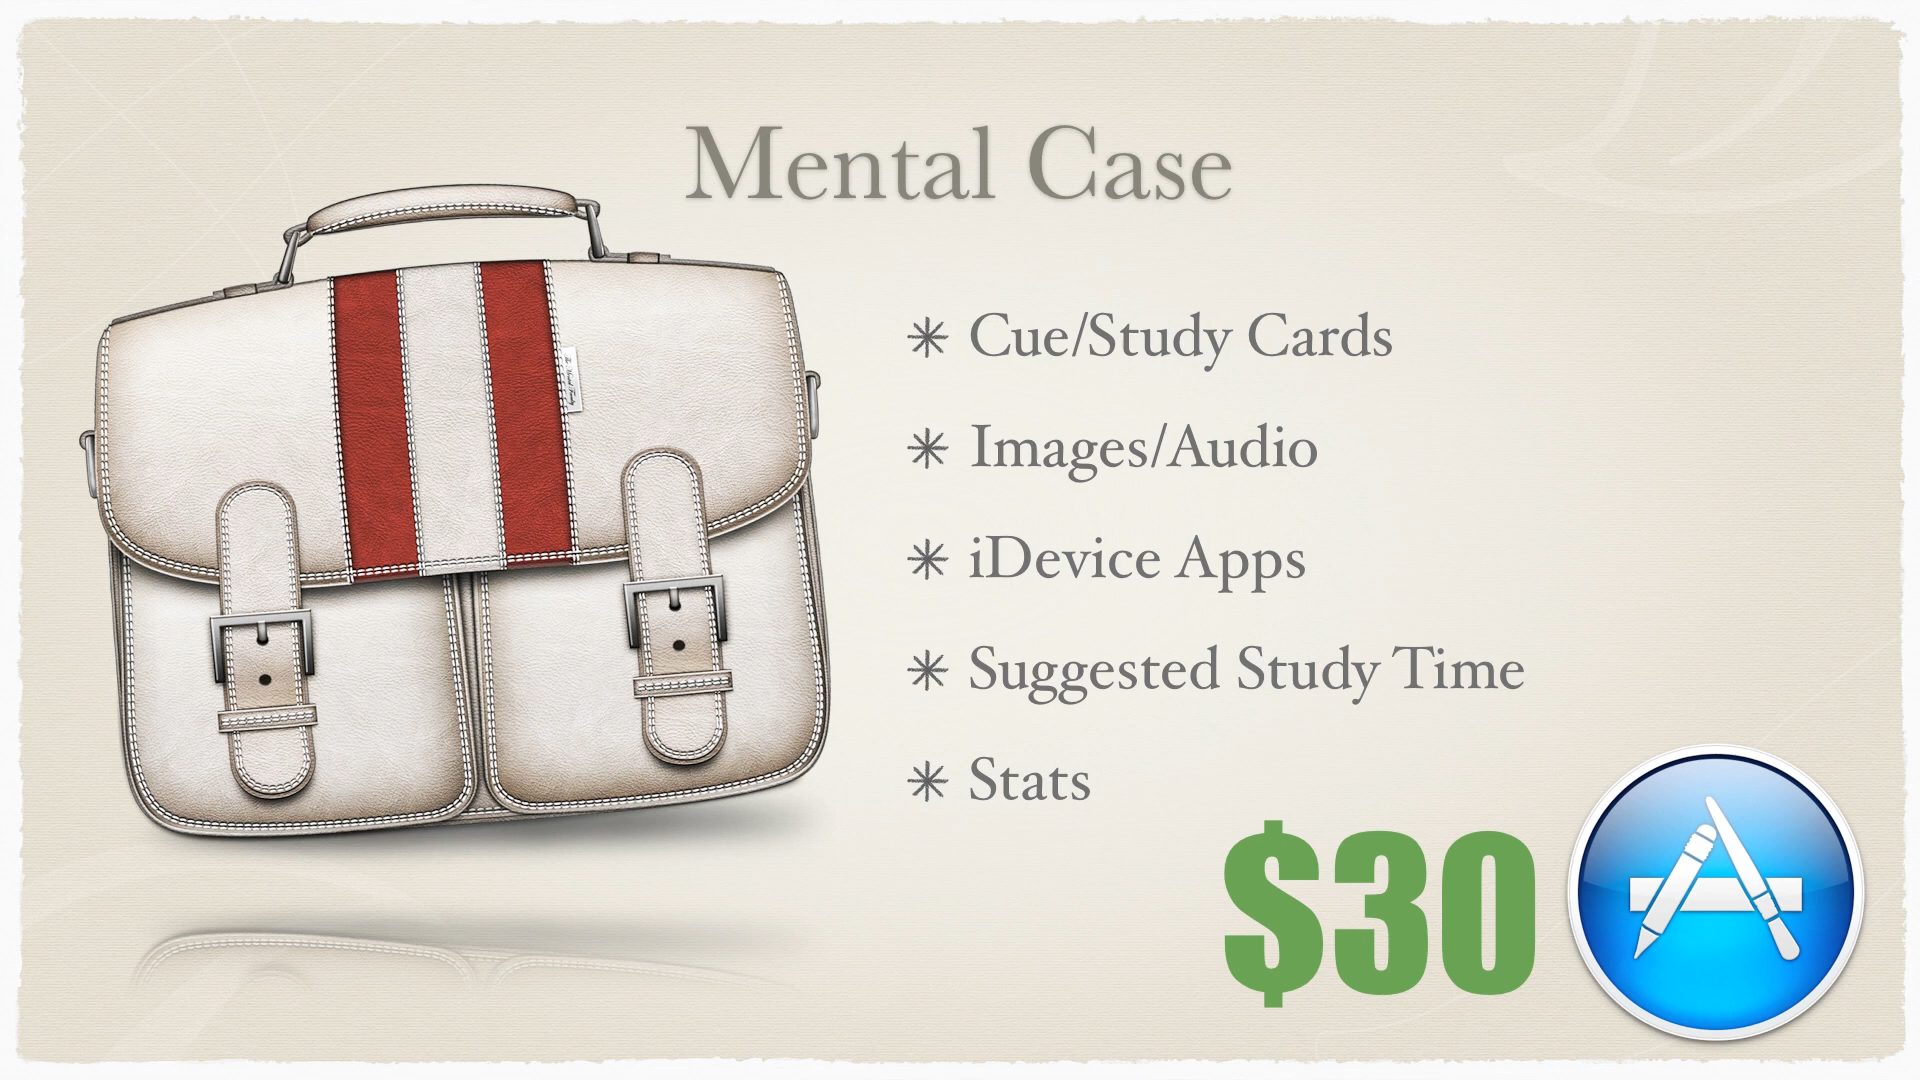 Mental Case
Cue/Study Cards
Images/Audio
iDevice Apps
Suggested Study Time
Stats
$30